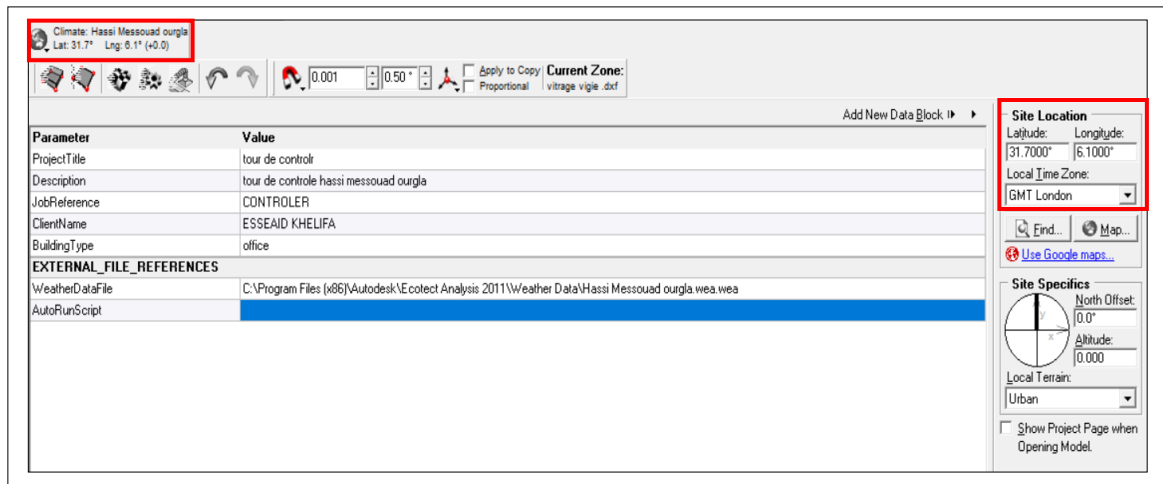 Climate: Hassi Messouad ourgla
Lat: 31.7° Lng: 6.1° (+0.0)
0.001 0.50 ° Apply to Copy Current Zone:
Proportional vitrage vigie .dxf
Add New Data Block
Parameter Value
ProjectTitle tour de controlr
Description tour de controle hassi messouad ourgla
JobReference CONTROLER
ClientName ESSEAID KHELIFA
BuildingType office
EXTERNAL_FILE_REFERENCES
WeatherDataFile C:\Program Files (x86)\Autodesk\Ecotect Analysis 2011\Weather Data\Hassi Messouad ourgla.wea.wea
AutoRunScript
Site Location
Latitude: Longitude:
31.7000° 6.1000°
Local Time Zone:
GMT London
Find... Map...
Use Google maps...
Site Specifics
North Offset:
y 0.0°
x Altitude:
0.000
Local Terrain:
Urban
Show Project Page when
Opening Model.